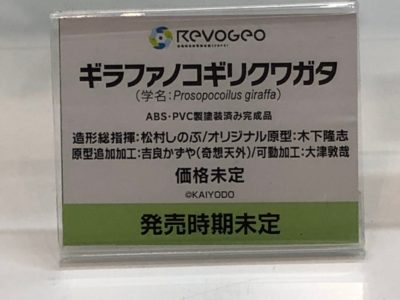 REVOGEO
ギラファノコギリクワガタ
(学名:Prosopocoilus giraffa)
ABS・PVC製塗装済み完成品
造形総指揮:松村しのぶ/オリジナル原型:木下隆志
原型追加加工:吉良かずや(奇想天外)/可動加工:大津敦哉
価格未定
©KAIYODO
発売時期未定